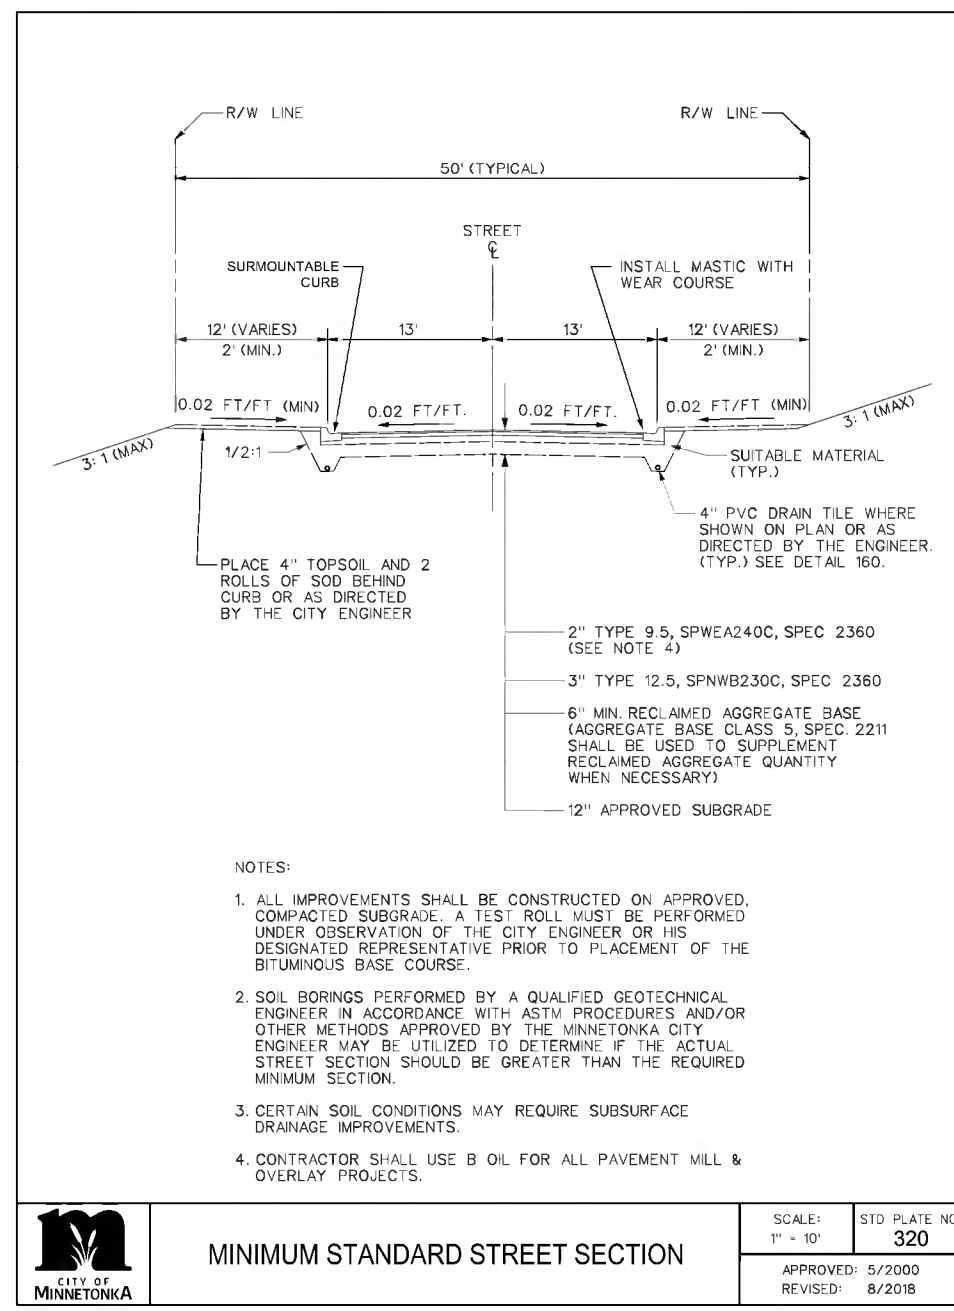 R/W LINE
R/W LINE
50' (TYPICAL)
STREET
℄
SURMOUNTABLE
CURB
INSTALL MASTIC WITH
WEAR COURSE
12' (VARIES)
2' (MIN.)
13'
13'
12' (VARIES)
2' (MIN.)
0.02 FT/FT (MIN)
0.02 FT/FT.
0.02 FT/FT.
0.02 FT/FT (MIN)
3:1 (MAX)
3:1 (MAX)
1/2:1
SUITABLE MATERIAL
(TYP.)
4" PVC DRAIN TILE WHERE
SHOWN ON PLAN OR AS
DIRECTED BY THE ENGINEER.
(TYP.) SEE DETAIL 160.
PLACE 4" TOPSOIL AND 2
ROLLS OF SOD BEHIND
CURB OR AS DIRECTED
BY THE CITY ENGINEER
2" TYPE 9.5, SPWEA240C, SPEC 2360
(SEE NOTE 4)
3" TYPE 12.5, SPNWB230C, SPEC 2360
6" MIN. RECLAIMED AGGREGATE BASE
(AGGREGATE BASE CLASS 5, SPEC. 2211
SHALL BE USED TO SUPPLEMENT
RECLAIMED AGGREGATE QUANTITY
WHEN NECESSARY)
12" APPROVED SUBGRADE
NOTES:
1. ALL IMPROVEMENTS SHALL BE CONSTRUCTED ON APPROVED,
COMPACTED SUBGRADE. A TEST ROLL MUST BE PERFORMED
UNDER OBSERVATION OF THE CITY ENGINEER OR HIS
DESIGNATED REPRESENTATIVE PRIOR TO PLACEMENT OF THE
BITUMINOUS BASE COURSE.
2. SOIL BORINGS PERFORMED BY A QUALIFIED GEOTECHNICAL
ENGINEER IN ACCORDANCE WITH ASTM PROCEDURES AND/OR
OTHER METHODS APPROVED BY THE MINNETONKA CITY
ENGINEER MAY BE UTILIZED TO DETERMINE IF THE ACTUAL
STREET SECTION SHOULD BE GREATER THAN THE REQUIRED
MINIMUM SECTION.
3. CERTAIN SOIL CONDITIONS MAY REQUIRE SUBSURFACE
DRAINAGE IMPROVEMENTS.
4. CONTRACTOR SHALL USE B OIL FOR ALL PAVEMENT MILL &
OVERLAY PROJECTS.
CITY OF
MINNETONKA
MINIMUM STANDARD STREET SECTION
SCALE:
1" = 10'
STD PLATE NO
320
APPROVED: 5/2000
REVISED: 8/2018